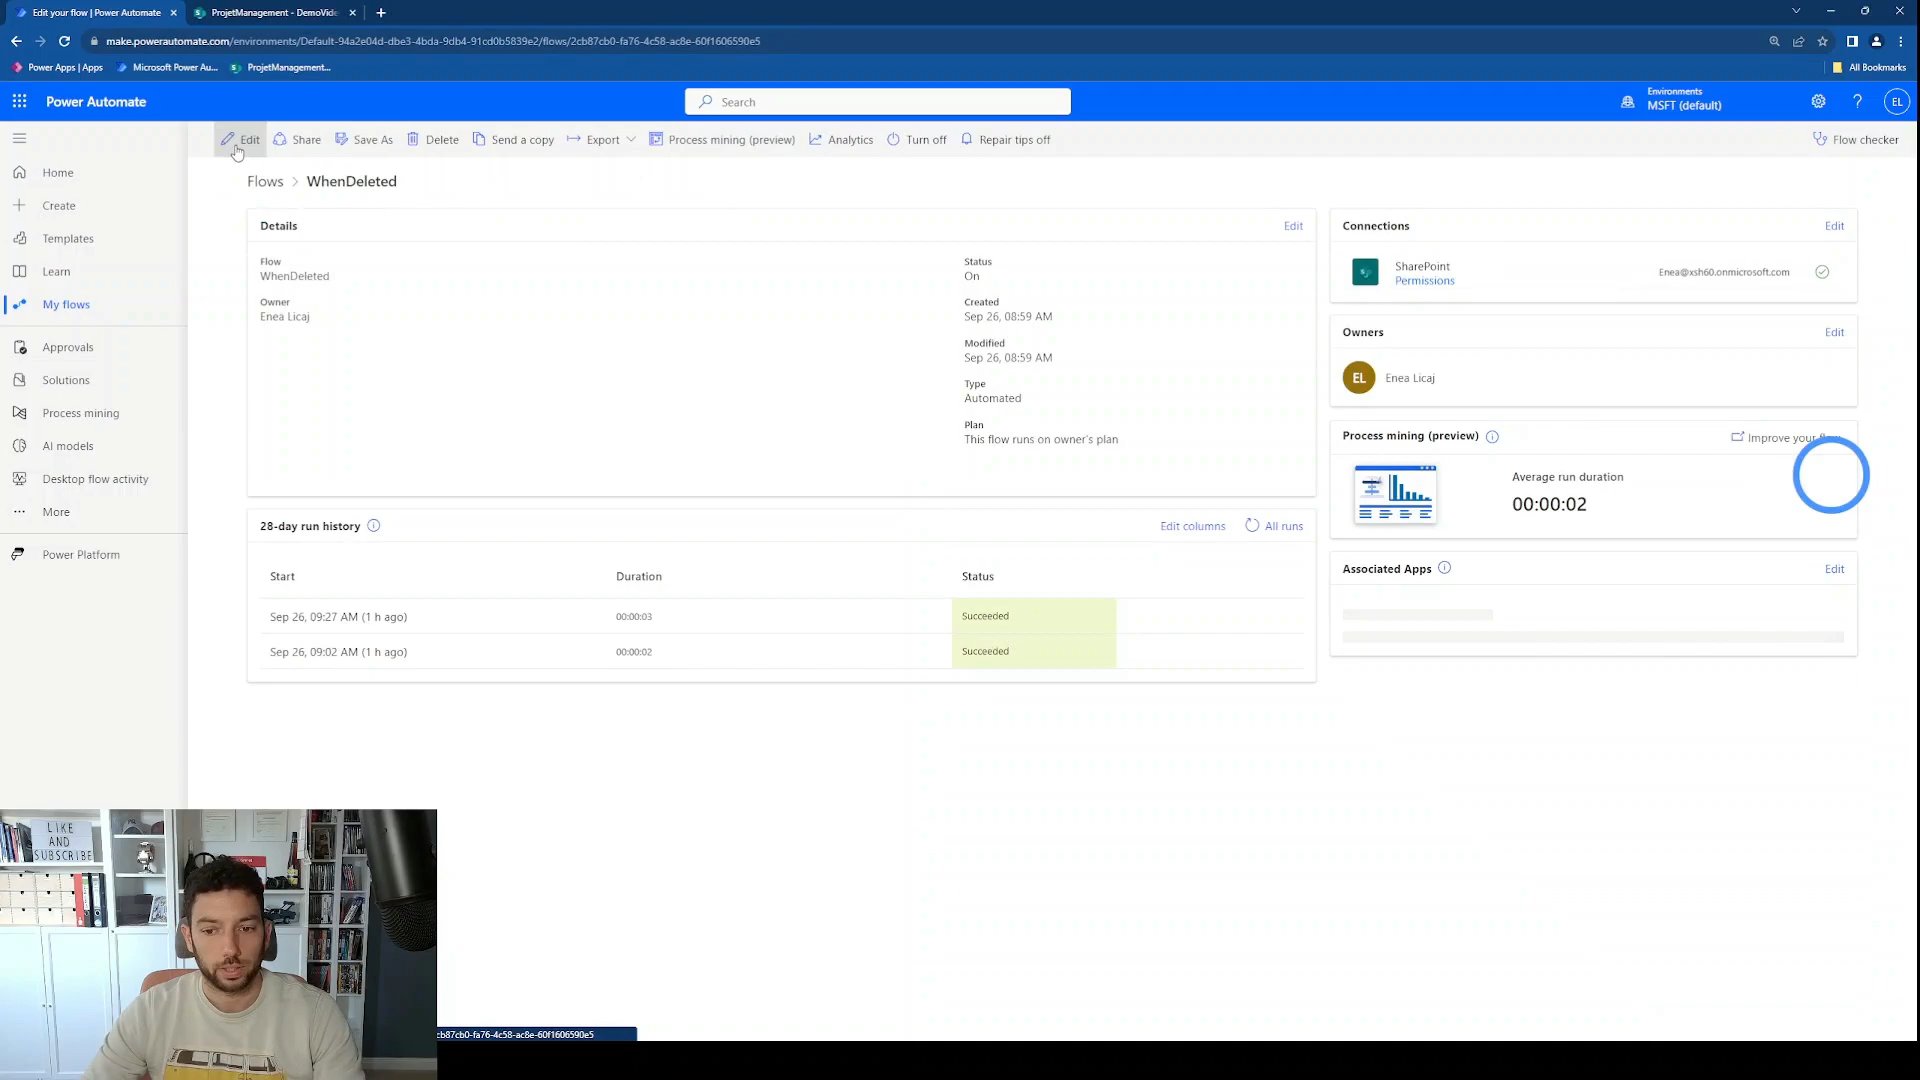 Edit your flow | Power Automate
ProjetManagement - DemoVide
make.powerautomate.com/environments/Default-94a2e04d-dbe3-4bda-9db4-91cd0b5839e2/flows/2cb87cb0-fa76-4c58-ac8e-60f1606590e5
Power Apps | Apps
Microsoft Power Au...
ProjetManagement...
All Bookmarks
Power Automate
Search
Environments
MSFT (default)
EL
Edit
Share
Save As
Delete
Send a copy
Export
Process mining (preview)
Analytics
Turn off
Repair tips off
Flow checker
Home
Create
Templates
Learn
My flows
Approvals
Solutions
Process mining
AI models
Desktop flow activity
More
Power Platform
Flows > WhenDeleted
Details
Edit
Flow
WhenDeleted
Owner
Enea Licaj
Status
On
Created
Sep 26, 08:59 AM
Modified
Sep 26, 08:59 AM
Type
Automated
Plan
This flow runs on owner's plan
28-day run history
Edit columns
All runs
Start Duration Status
Sep 26, 09:27 AM (1 h ago) 00:00:03 Succeeded
Sep 26, 09:02 AM (1 h ago) 00:00:02 Succeeded
Connections
Edit
SharePoint
Permissions
Enea@xsh60.onmicrosoft.com
Owners
Edit
EL
Enea Licaj
Process mining (preview)
Improve your
Average run duration
00:00:02
Associated Apps
Edit
LIKE
AND
SUBSCRIBE
cb87cb0-fa76-4c58-ac8e-60f1606590e5